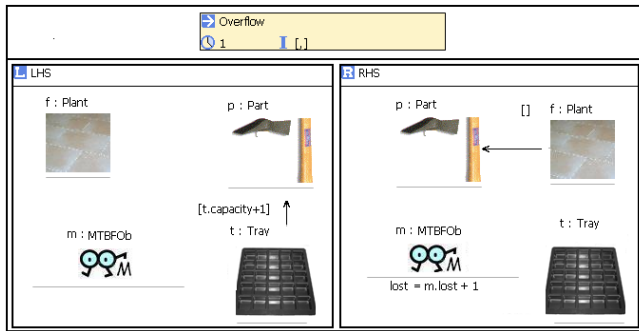 Overflow
1 [,]
L LHS
f : Plant
p : Part
[t.capacity+1]
m : MTBFOb
t : Tray
M
R RHS
p : Part
[] f : Plant
m : MTBFOb
t : Tray
M
lost = m.lost + 1